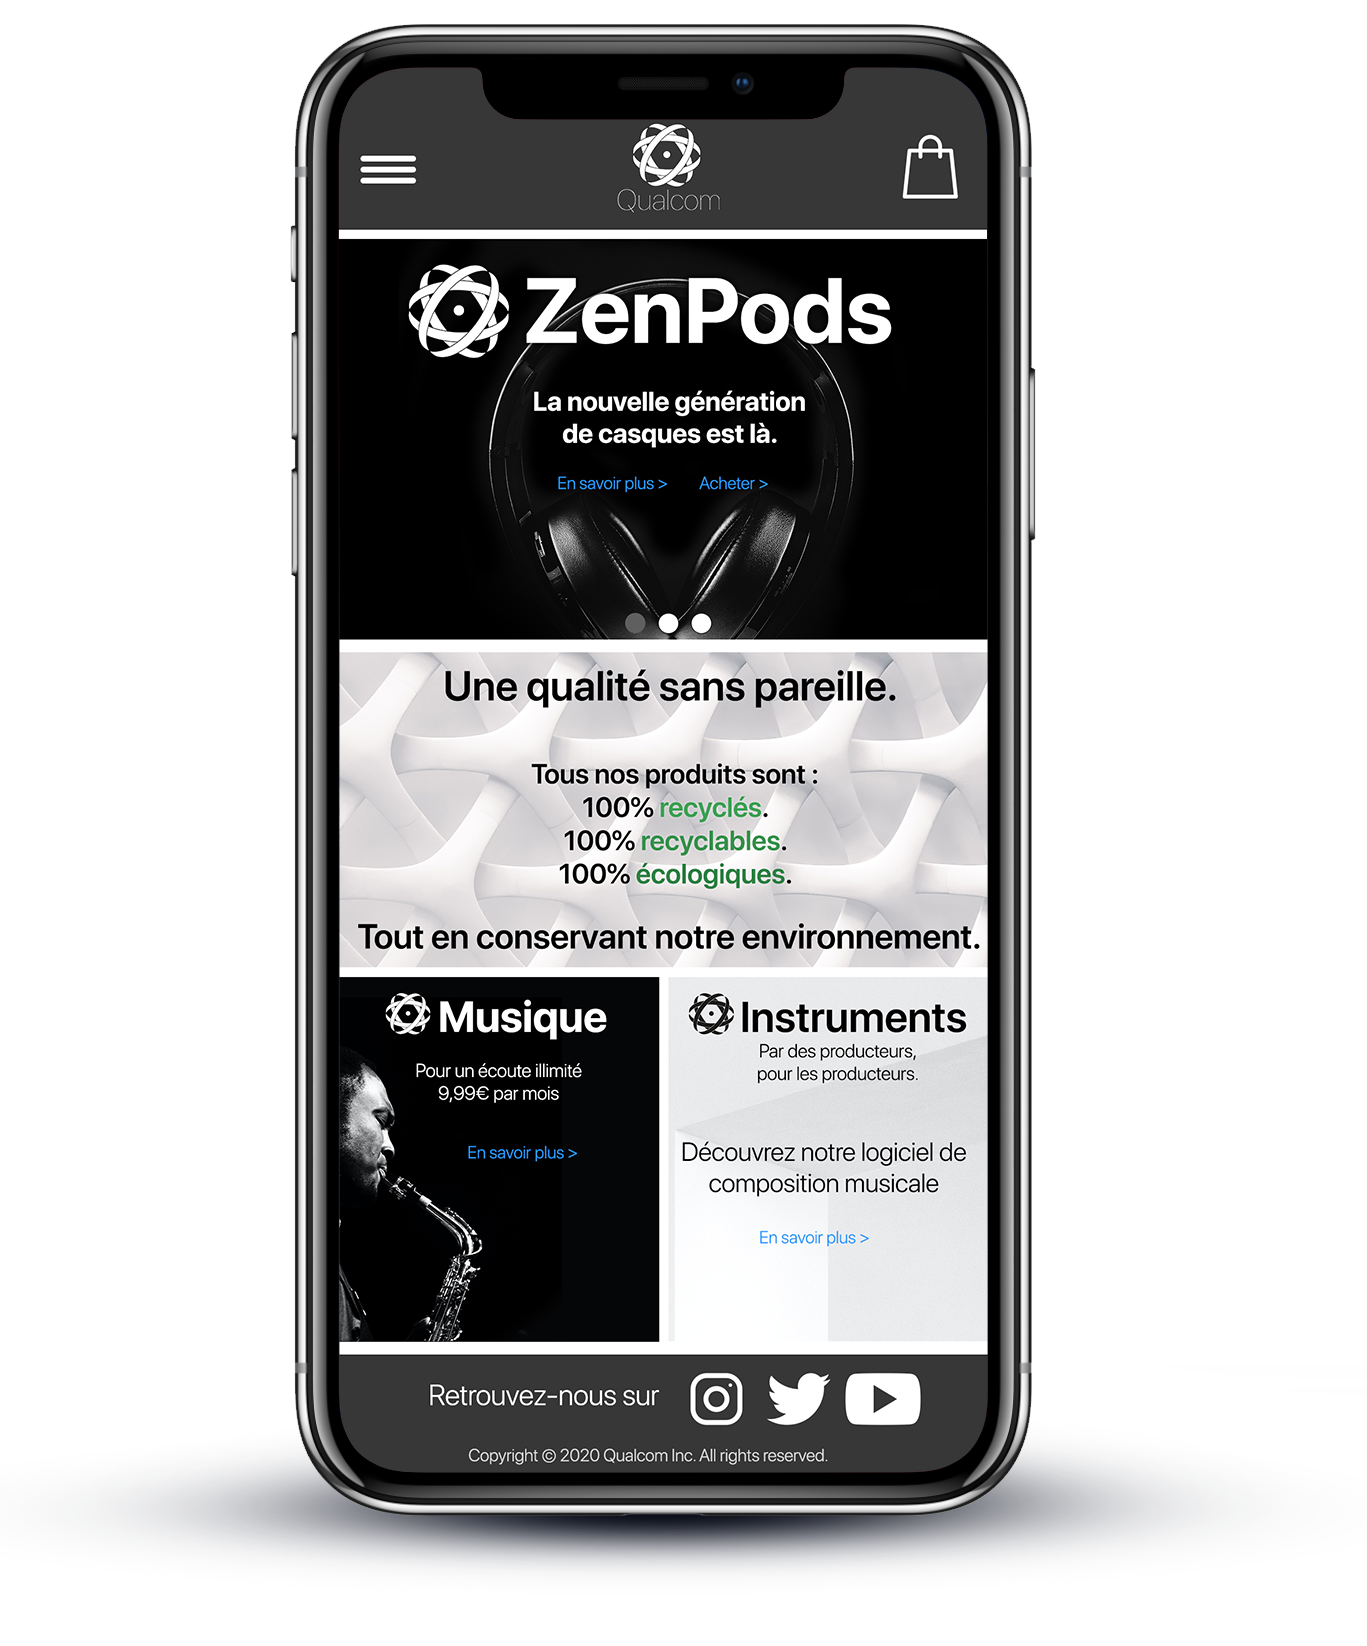 Qualcom
ZenPods
La nouvelle génération
de casques est là.
En savoir plus > Acheter >
Une qualité sans pareille.
Tous nos produits sont :
100% recyclés.
100% recyclables.
100% écologiques.
Tout en conservant notre environnement.
Musique
Pour un écoute illimité
9,99€ par mois
En savoir plus >
Instruments
Par des producteurs,
pour les producteurs.
Découvrez notre logiciel de
composition musicale
En savoir plus >
Retrouvez-nous sur
Copyright © 2020 Qualcom Inc. All rights reserved.